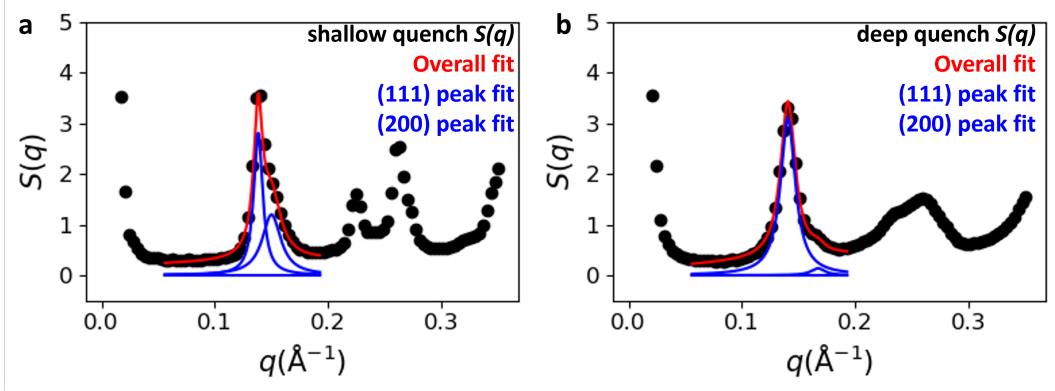 a
shallow quench S(q)
Overall fit
(111) peak fit
(200) peak fit
5
4
3
2
1
0
S(q)
0.0 0.1 0.2 0.3
q(Å⁻¹)
b
deep quench S(q)
Overall fit
(111) peak fit
(200) peak fit
5
4
3
2
1
0
S(q)
0.0 0.1 0.2 0.3
q(Å⁻¹)